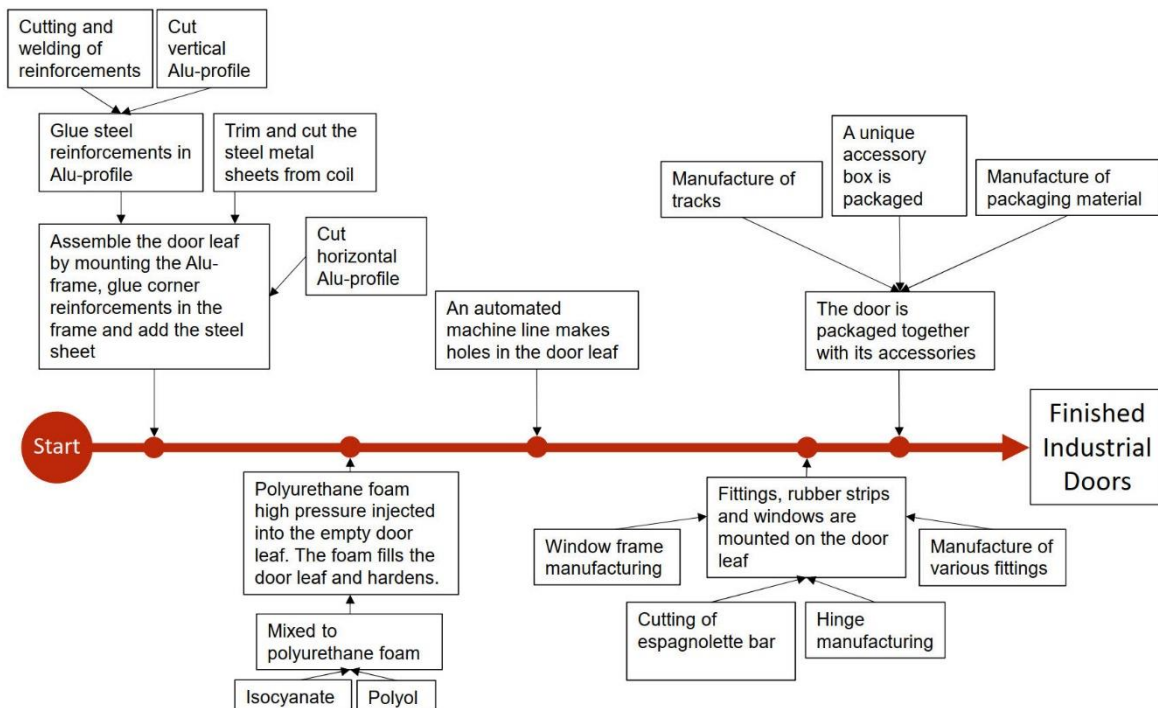 Cutting and
welding of
reinforcements
Cut
vertical
Alu-profile
Glue steel
reinforcements in
Alu-profile
Trim and cut the
steel metal
sheets from coil
Assemble the door leaf
by mounting the Alu-
frame, glue corner
reinforcements in the
frame and add the steel
sheet
Cut
horizontal
Alu-profile
An automated
machine line makes
holes in the door leaf
Manufacture of
tracks
A unique
accessory
box is
packaged
Manufacture of
packaging material
The door is
packaged together
with its accessories
Start
Finished
Industrial
Doors
Polyurethane foam
high pressure injected
into the empty door
leaf. The foam fills the
door leaf and hardens.
Mixed to
polyurethane foam
Isocyanate
Polyol
Fittings, rubber strips
and windows are
mounted on the door
leaf
Window frame
manufacturing
Manufacture of
various fittings
Cutting of
espagnolette bar
Hinge
manufacturing